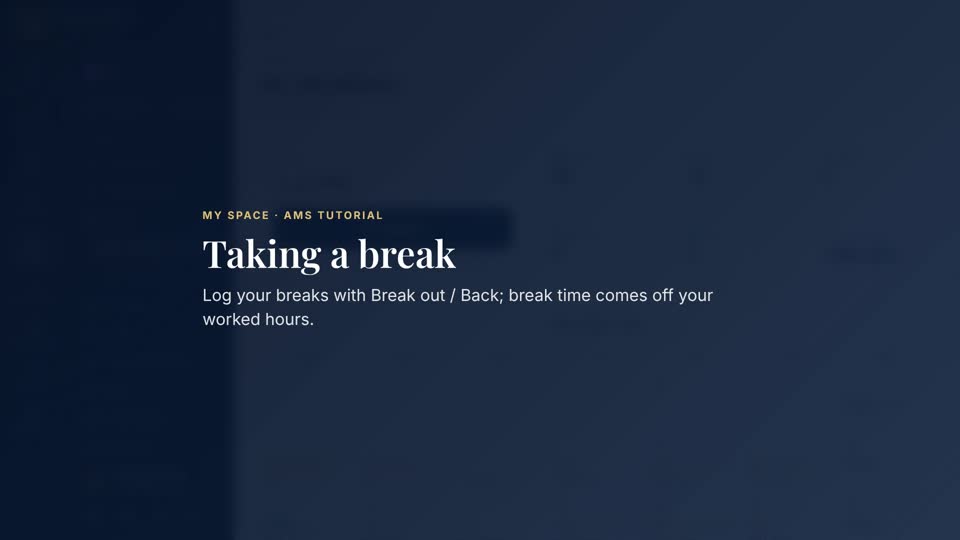 MY SPACE · AMS TUTORIAL
Taking a break
Log your breaks with Break out / Back; break time comes off your
worked hours.